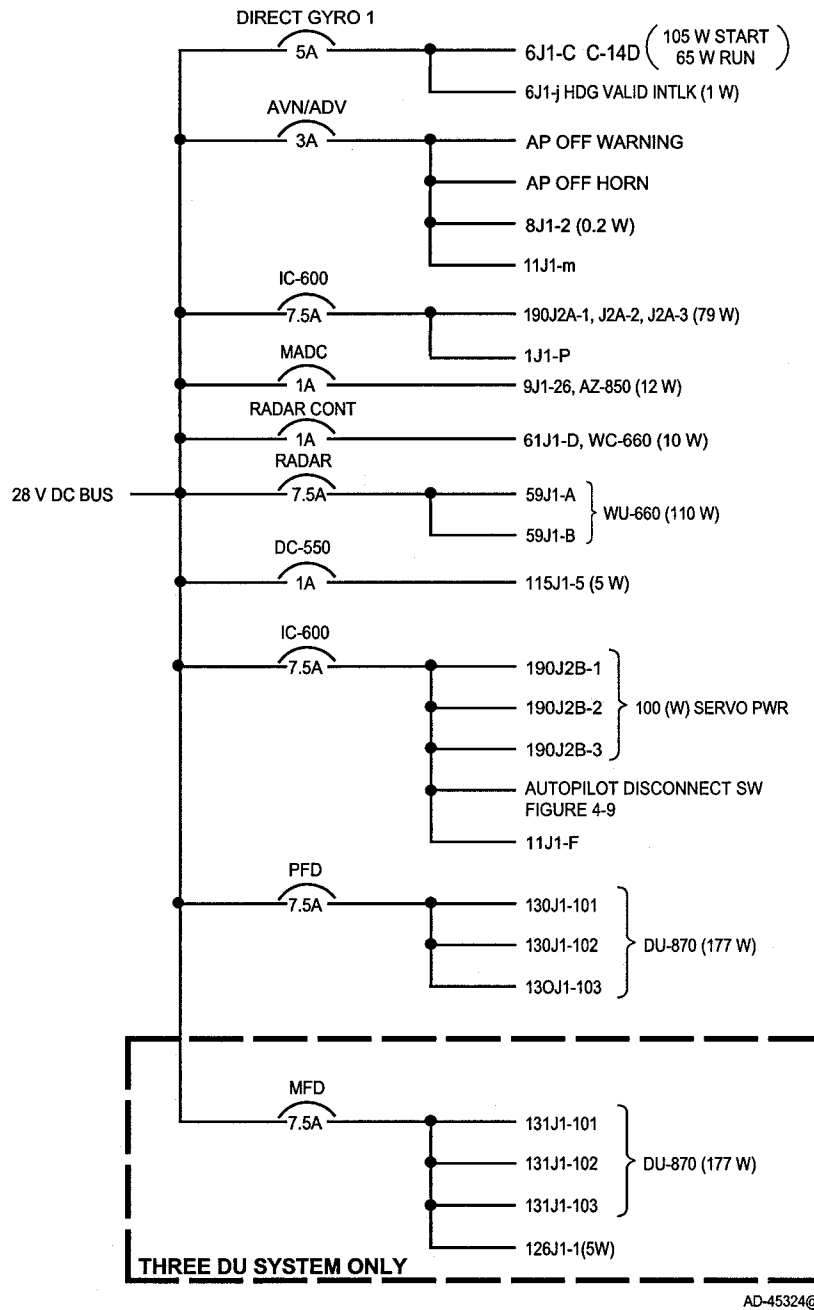 DIRECT GYRO 1
5A
6J1-C C-14D ( 105 W START
65 W RUN )
6J1-j HDG VALID INTLK (1 W)
AVN/ADV
3A
AP OFF WARNING
AP OFF HORN
8J1-2 (0.2 W)
11J1-m
IC-600
7.5A
190J2A-1, J2A-2, J2A-3 (79 W)
1J1-P
MADC
1A
9J1-26, AZ-850 (12 W)
RADAR CONT
1A
61J1-D, WC-660 (10 W)
RADAR
28 V DC BUS
7.5A
59J1-A
59J1-B
WU-660 (110 W)
DC-550
1A
115J1-5 (5 W)
IC-600
7.5A
190J2B-1
190J2B-2
190J2B-3
100 (W) SERVO PWR
AUTOPILOT DISCONNECT SW
FIGURE 4-9
11J1-F
PFD
7.5A
130J1-101
130J1-102
13OJ1-103
DU-870 (177 W)
MFD
7.5A
131J1-101
131J1-102
131J1-103
DU-870 (177 W)
126J1-1(5W)
THREE DU SYSTEM ONLY
AD-45324@